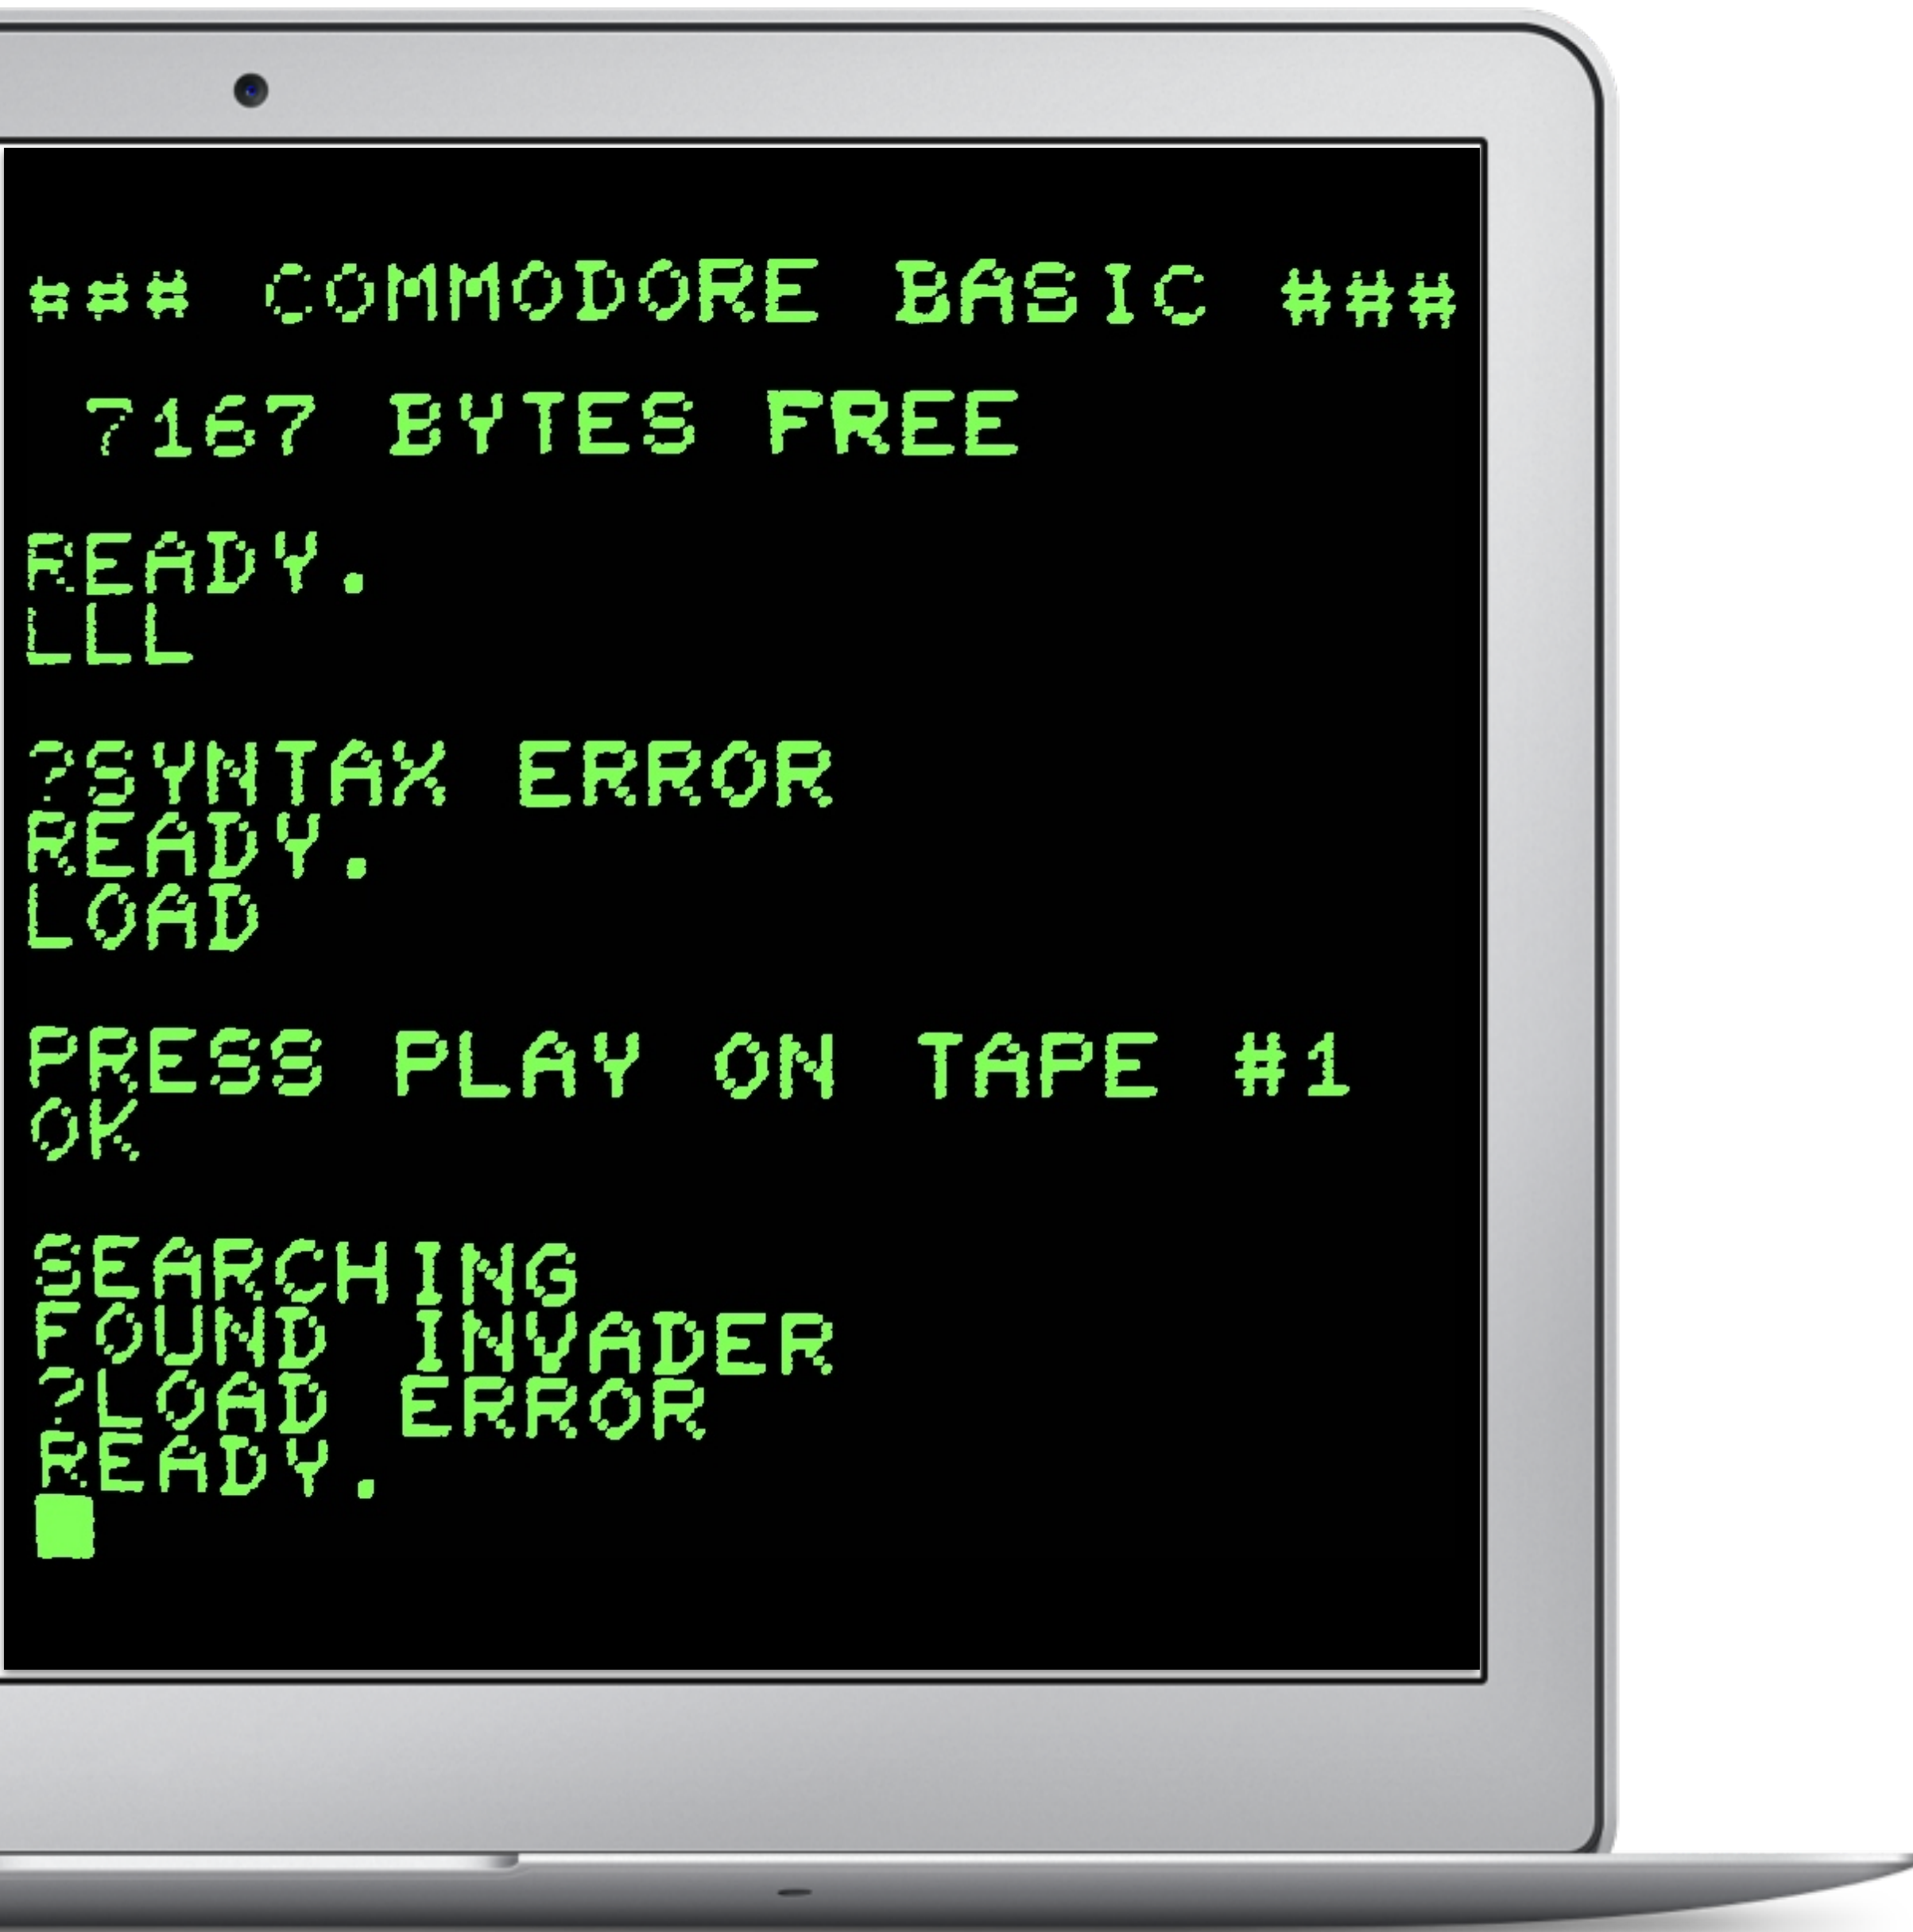 ### COMMODORE BASIC ###
7167 BYTES FREE
READY.
LLL
?SYNTAX ERROR
READY.
LOAD
PRESS PLAY ON TAPE #1
OK
SEARCHING
FOUND INVADER
?LOAD ERROR
READY.